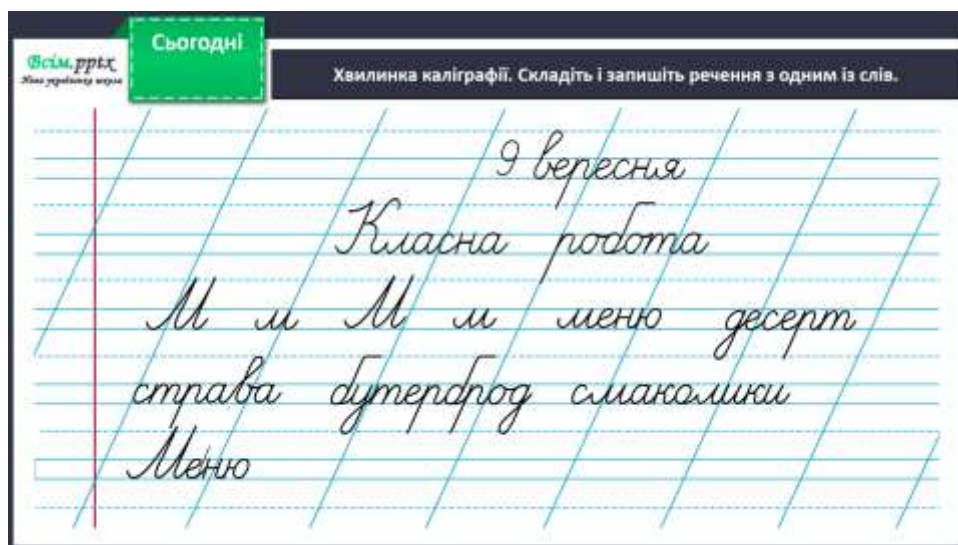 Сьогодні
Всім.pptx
Нова українська школа
Хвилинка каліграфії. Складіть і запишіть речення з одним із слів.
9 вересня
Класна робота
М м М м меню десерт
страва бутерброд смаколики
Меню